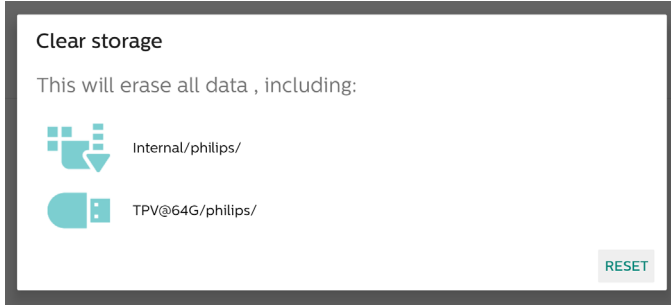 Clear storage
This will erase all data , including:
Internal/philips/
TPV@64G/philips/
RESET